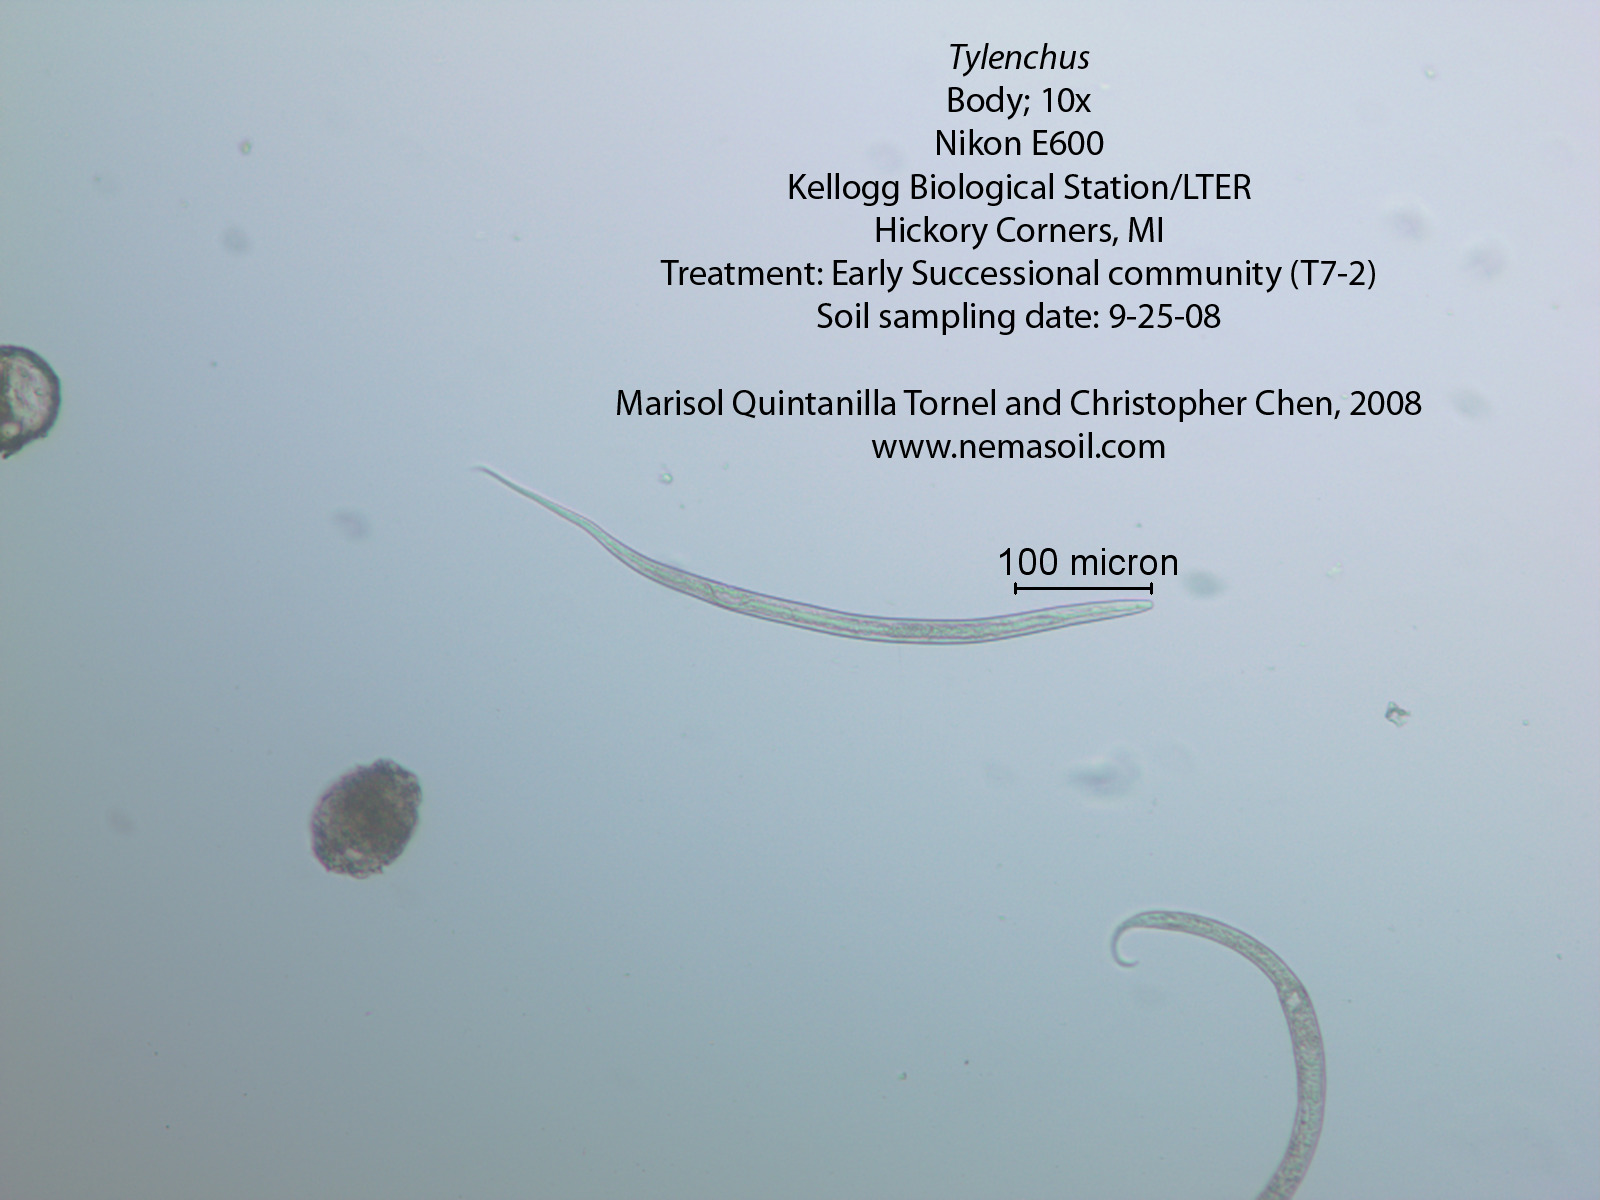 Tylenchus
Body; 10x
Nikon E600
Kellogg Biological Station/LTER
Hickory Corners, MI
Treatment: Early Successional community (T7-2)
Soil sampling date: 9-25-08
Marisol Quintanilla Tornel and Christopher Chen, 2008
www.nemasoil.com
100 micron